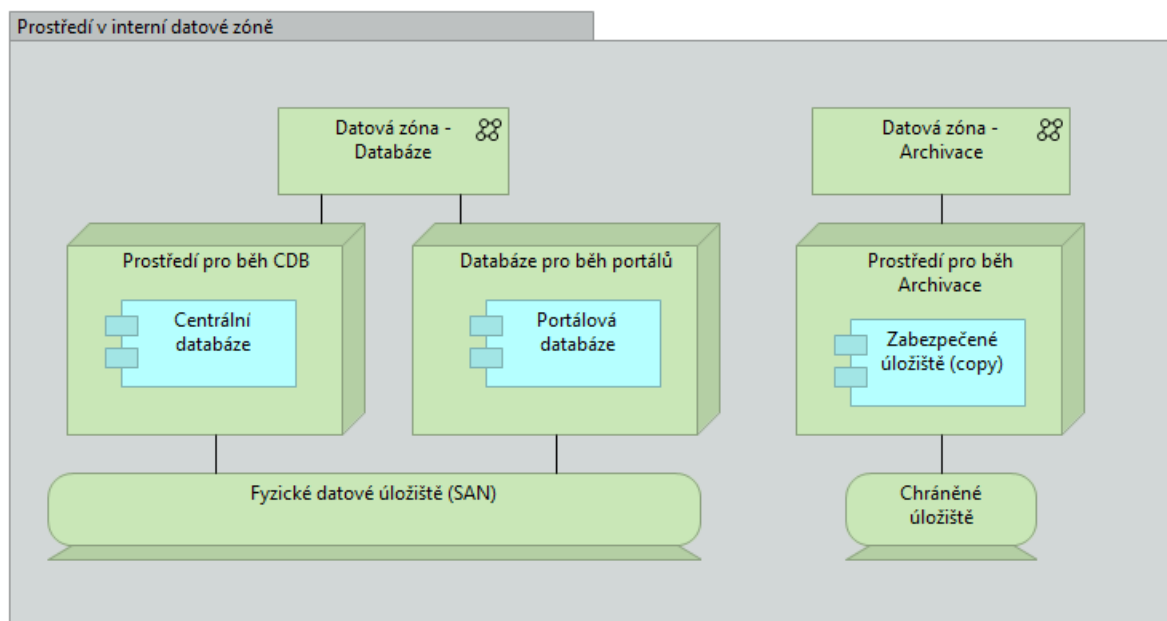 Prostředí v interní datové zóně
Datová zóna -
Databáze
Datová zóna -
Archivace
Prostředí pro běh CDB
Databáze pro běh portálů
Prostředí pro běh
Archivace
Centrální
databáze
Portálová
databáze
Zabezpečené
úložiště (copy)
Fyzické datové úložiště (SAN)
Chráněné
úložiště